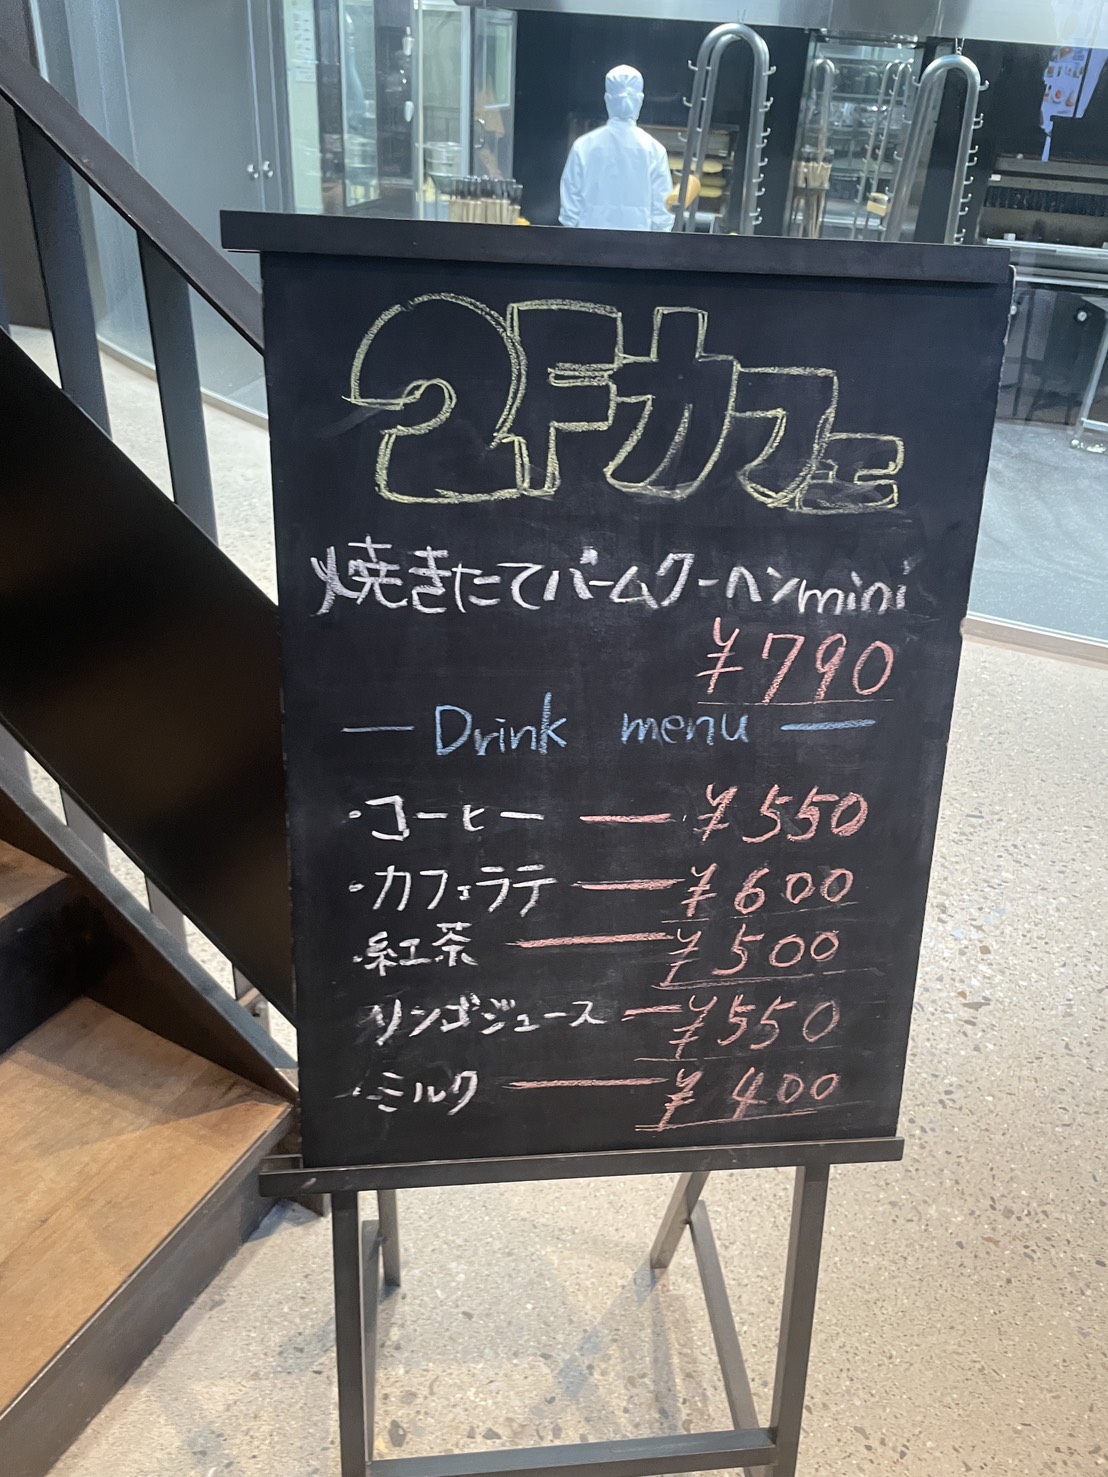 2Fカフェ
焼きたてバームクーヘンmini
¥790
— Drink menu —
・コーヒー — ¥550
・カフェラテ — ¥600
・紅茶 — ¥500
・リンゴジュース — ¥550
・ミルク — ¥400